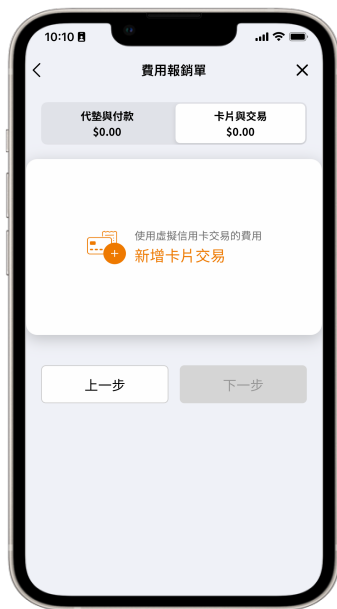 10:10
費用報銷單
代墊與付款
$0.00
卡片與交易
$0.00
使用虛擬信用卡交易的費用
新增卡片交易
上一步
下一步